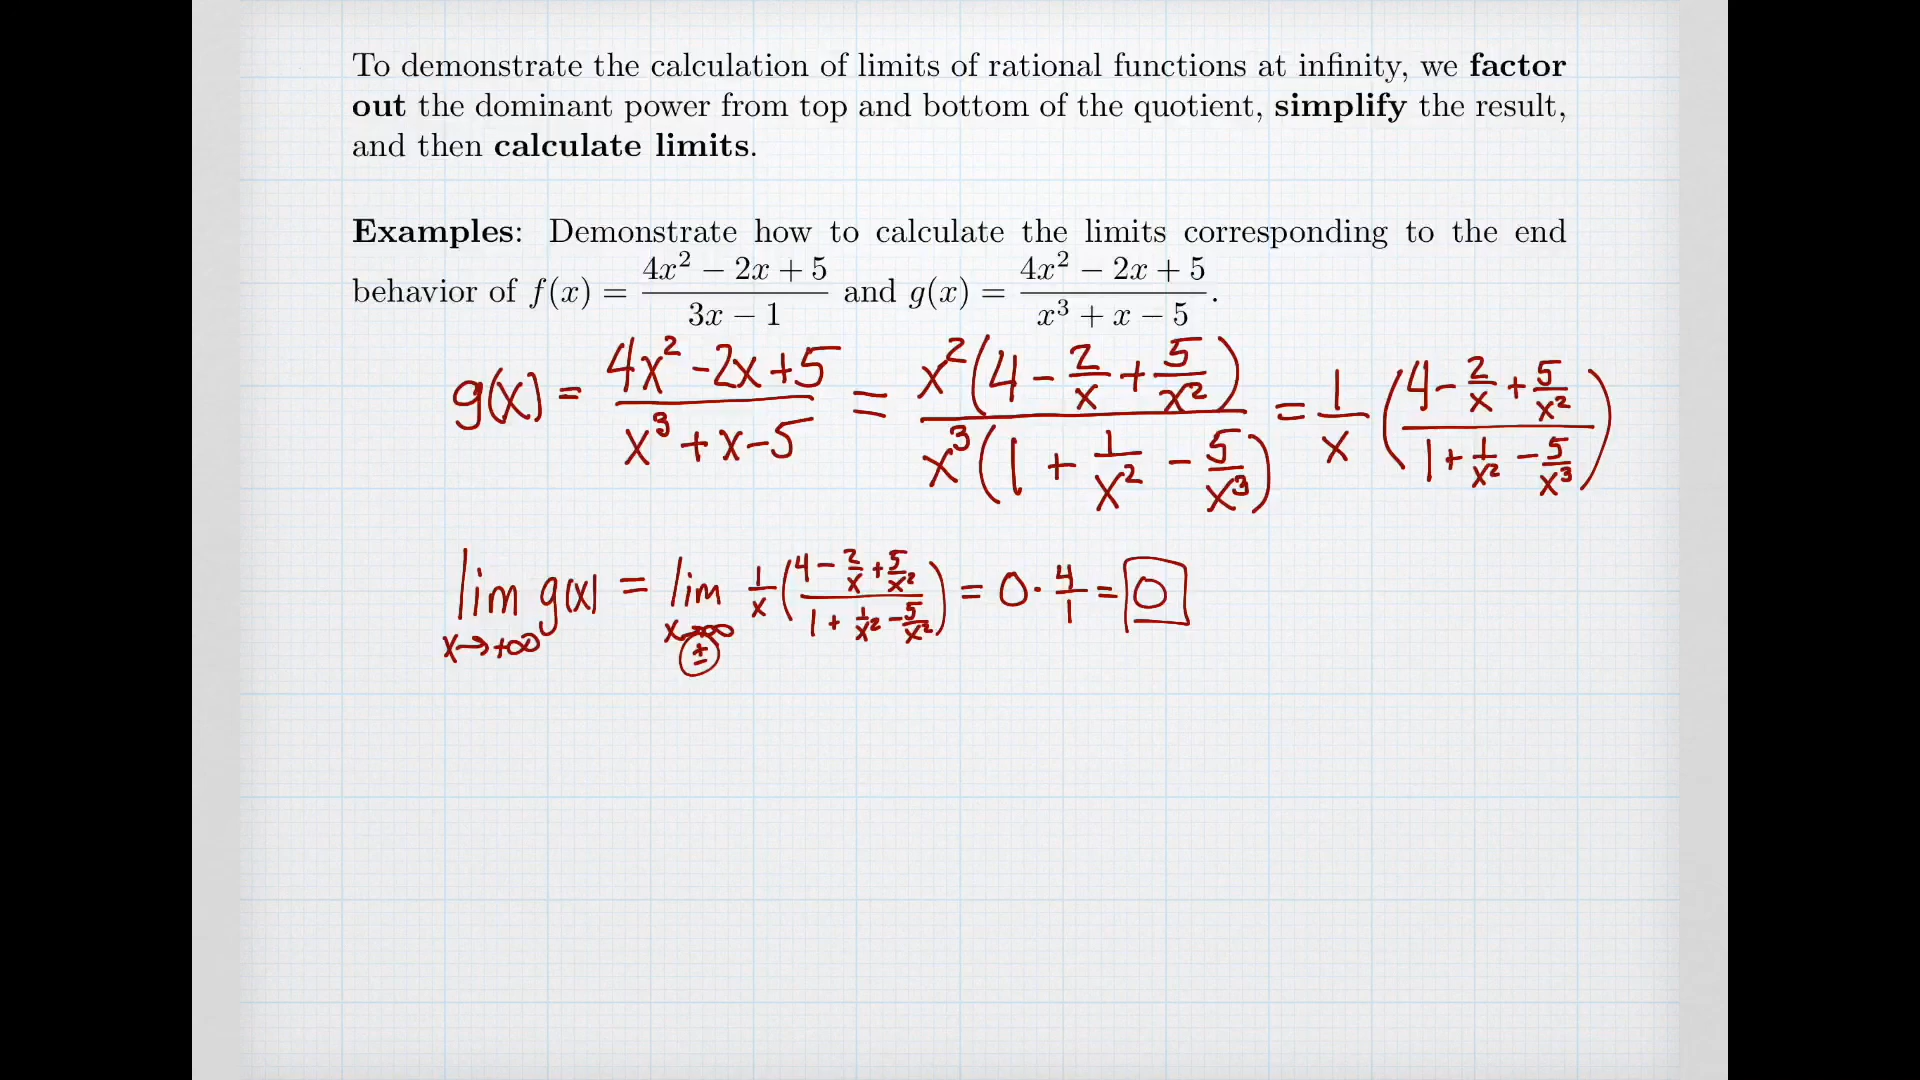 To demonstrate the calculation of limits of rational functions at infinity, we factor
out the dominant power from top and bottom of the quotient, simplify the result,
and then calculate limits.
Examples: Demonstrate how to calculate the limits corresponding to the end
behavior of f(x) = (4x² − 2x + 5)/(3x − 1) and g(x) = (4x² − 2x + 5)/(x³ + x − 5).
g(x) = (4x² - 2x + 5)/(x³ + x - 5) = x²(4 - 2/x + 5/x²)/x³(1 + 1/x² - 5/x³) = 1/x ((4 - 2/x + 5/x²)/(1 + 1/x² - 5/x³))
lim x→+∞ g(x) = lim x→±∞ 1/x ((4 - 2/x + 5/x²)/(1 + 1/x² - 5/x²)) = 0 · 4/1 = 0